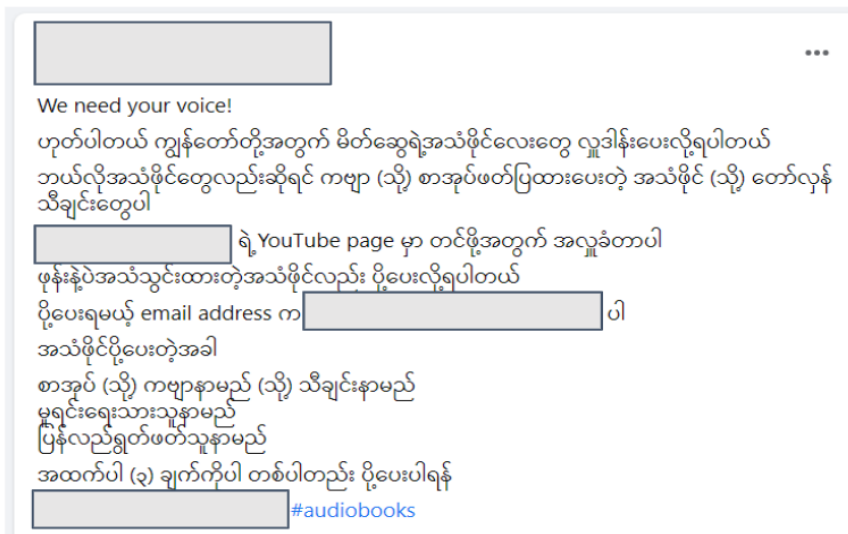 We need your voice!
ဟုတ်ပါတယ် ကျွန်တော်တို့အတွက် မိတ်ဆွေရဲ့အသံဖိုင်လေးတွေ လှူဒါန်းပေးလို့ရပါတယ်
ဘယ်လိုအသံဖိုင်တွေလည်းဆိုရင် ကဗျာ (သို့) စာအုပ်ဖတ်ပြထားပေးတဲ့ အသံဖိုင် (သို့) တော်လှန်
သီချင်းတွေပါ
ရဲ့ YouTube page မှာ တင်ဖို့အတွက် အလှူခံတာပါ
ဖုန်းနဲ့ပဲအသံသွင်းထားတဲ့အသံဖိုင်လည်း ပို့ပေးလို့ရပါတယ်
ပို့ပေးရမယ့် email address က ပါ
အသံဖိုင်ပို့ပေးတဲ့အခါ
စာအုပ် (သို့) ကဗျာနာမည် (သို့) သီချင်းနာမည်
မူရင်းရေးသားသူနာမည်
ပြန်လည်ရွတ်ဖတ်သူနာမည်
အထက်ပါ (၃) ချက်ကိုပါ တစ်ပါတည်း ပို့ပေးပါရန်
#audiobooks